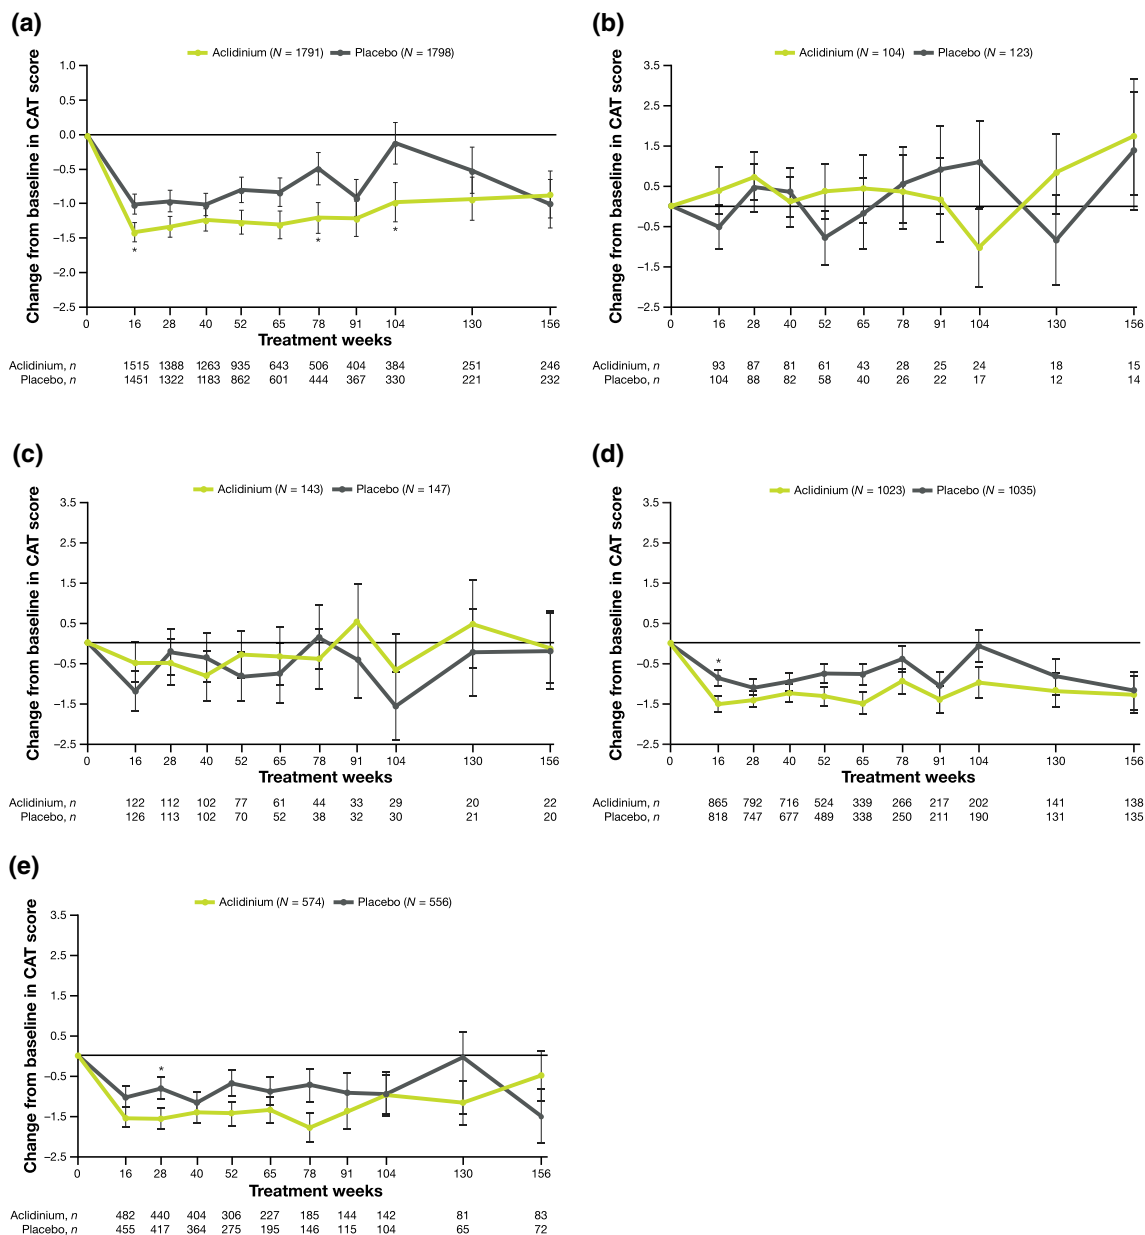 (a)
Aclidinium (N = 1791) Placebo (N = 1798)
Change from baseline in CAT score
1.0
0.5
0.0
−0.5
−1.0
−1.5
−2.0
−2.5
* * *
0 16 28 40 52 65 78 91 104 130 156
Treatment weeks
Aclidinium, n 1515 1388 1263 935 643 506 404 384 251 246
Placebo, n 1451 1322 1183 862 601 444 367 330 221 232
(b)
Aclidinium (N = 104) Placebo (N = 123)
Change from baseline in CAT score
3.5
2.5
1.5
0.5
−0.5
−1.5
−2.5
0 16 28 40 52 65 78 91 104 130 156
Aclidinium, n 93 87 81 61 43 28 25 24 18 15
Placebo, n 104 88 82 58 40 26 22 17 12 14
(c)
Aclidinium (N = 143) Placebo (N = 147)
Change from baseline in CAT score
3.5
2.5
1.5
0.5
−0.5
−1.5
−2.5
0 16 28 40 52 65 78 91 104 130 156
Treatment weeks
Aclidinium, n 122 112 102 77 61 44 33 29 20 22
Placebo, n 126 113 102 70 52 38 32 30 21 20
(d)
Aclidinium (N = 1023) Placebo (N = 1035)
Change from baseline in CAT score
3.5
2.5
1.5
0.5
−0.5
−1.5
−2.5
*
0 16 28 40 52 65 78 91 104 130 156
Treatment weeks
Aclidinium, n 865 792 716 524 339 266 217 202 141 138
Placebo, n 818 747 677 489 338 250 211 190 131 135
(e)
Aclidinium (N = 574) Placebo (N = 556)
Change from baseline in CAT score
3.5
2.5
1.5
0.5
−0.5
−1.5
−2.5
*
0 16 28 40 52 65 78 91 104 130 156
Treatment weeks
Aclidinium, n 482 440 404 306 227 185 144 142 81 83
Placebo, n 455 417 364 275 195 146 115 104 65 72